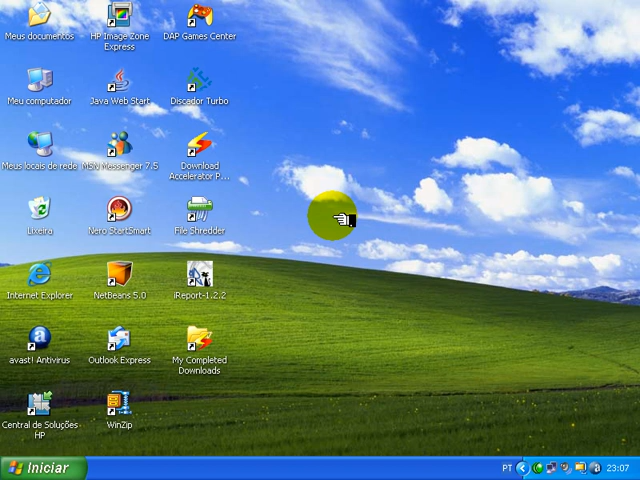 Meus documentos
HP Image Zone
Express
DAP Games Center
Meu computador
Java Web Start
Discador Turbo
Meus locais de rede
MSN Messenger 7.5
Download
Accelerator P...
Lixeira
Nero StartSmart
File Shredder
Internet Explorer
NetBeans 5.0
iReport-1.2.2
avast! Antivirus
Outlook Express
My Completed
Downloads
Central de Soluções
HP
WinZip
Iniciar
PT
23:07